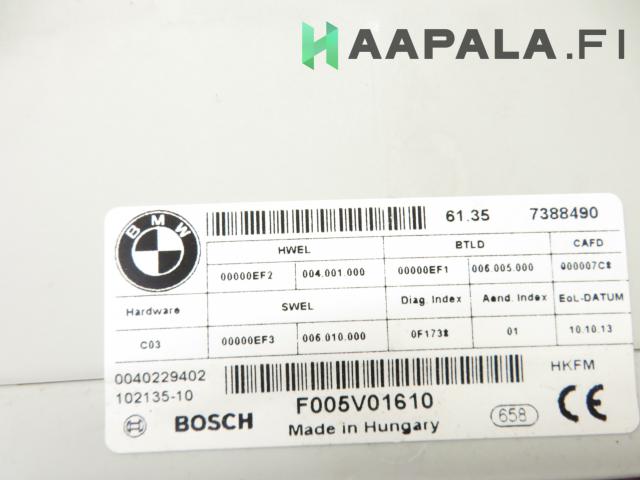 HAAPALA.FI
BMW
61.35 7388490
HWEL BTLD CAFD
00000EF2 004.001.000 00000EF1 006.005.000
Hardware SWEL Diag. Index Aend. Index EoL-DATUM
C03 00000EF3 006.010.000 01 10.10.13
0040229402
102135-10
HKFM
BOSCH F005V01610 658 CE
Made in Hungary